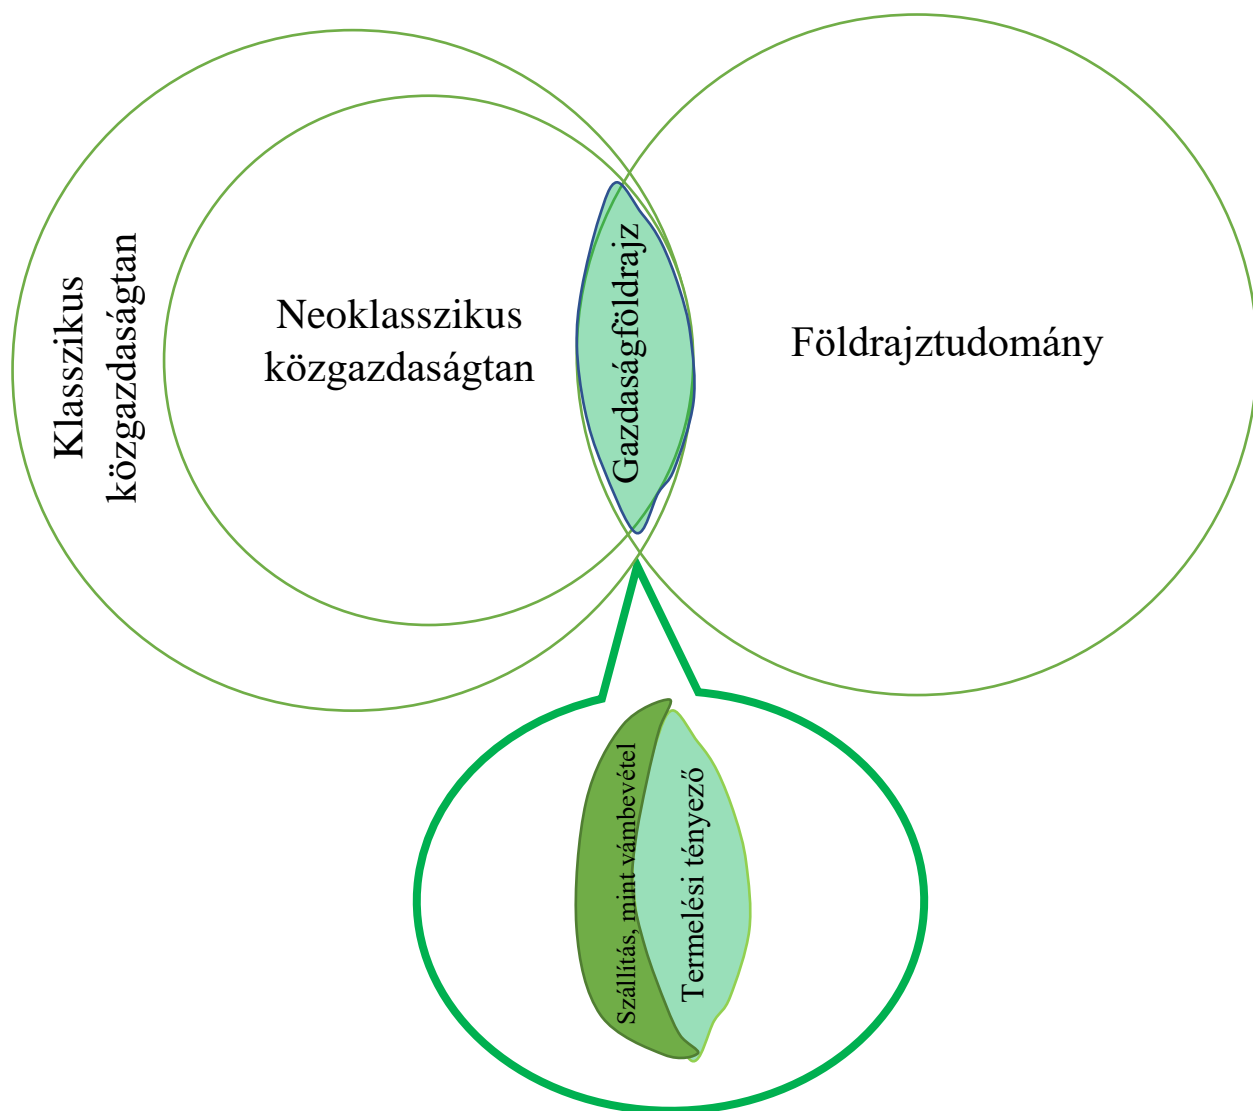 Klasszikus
közgazdaságtan
Neoklasszikus
közgazdaságtan
Gazdaságföldrajz
Földrajztudomány
Szállítás, mint vámbevétel
Termelési tényező